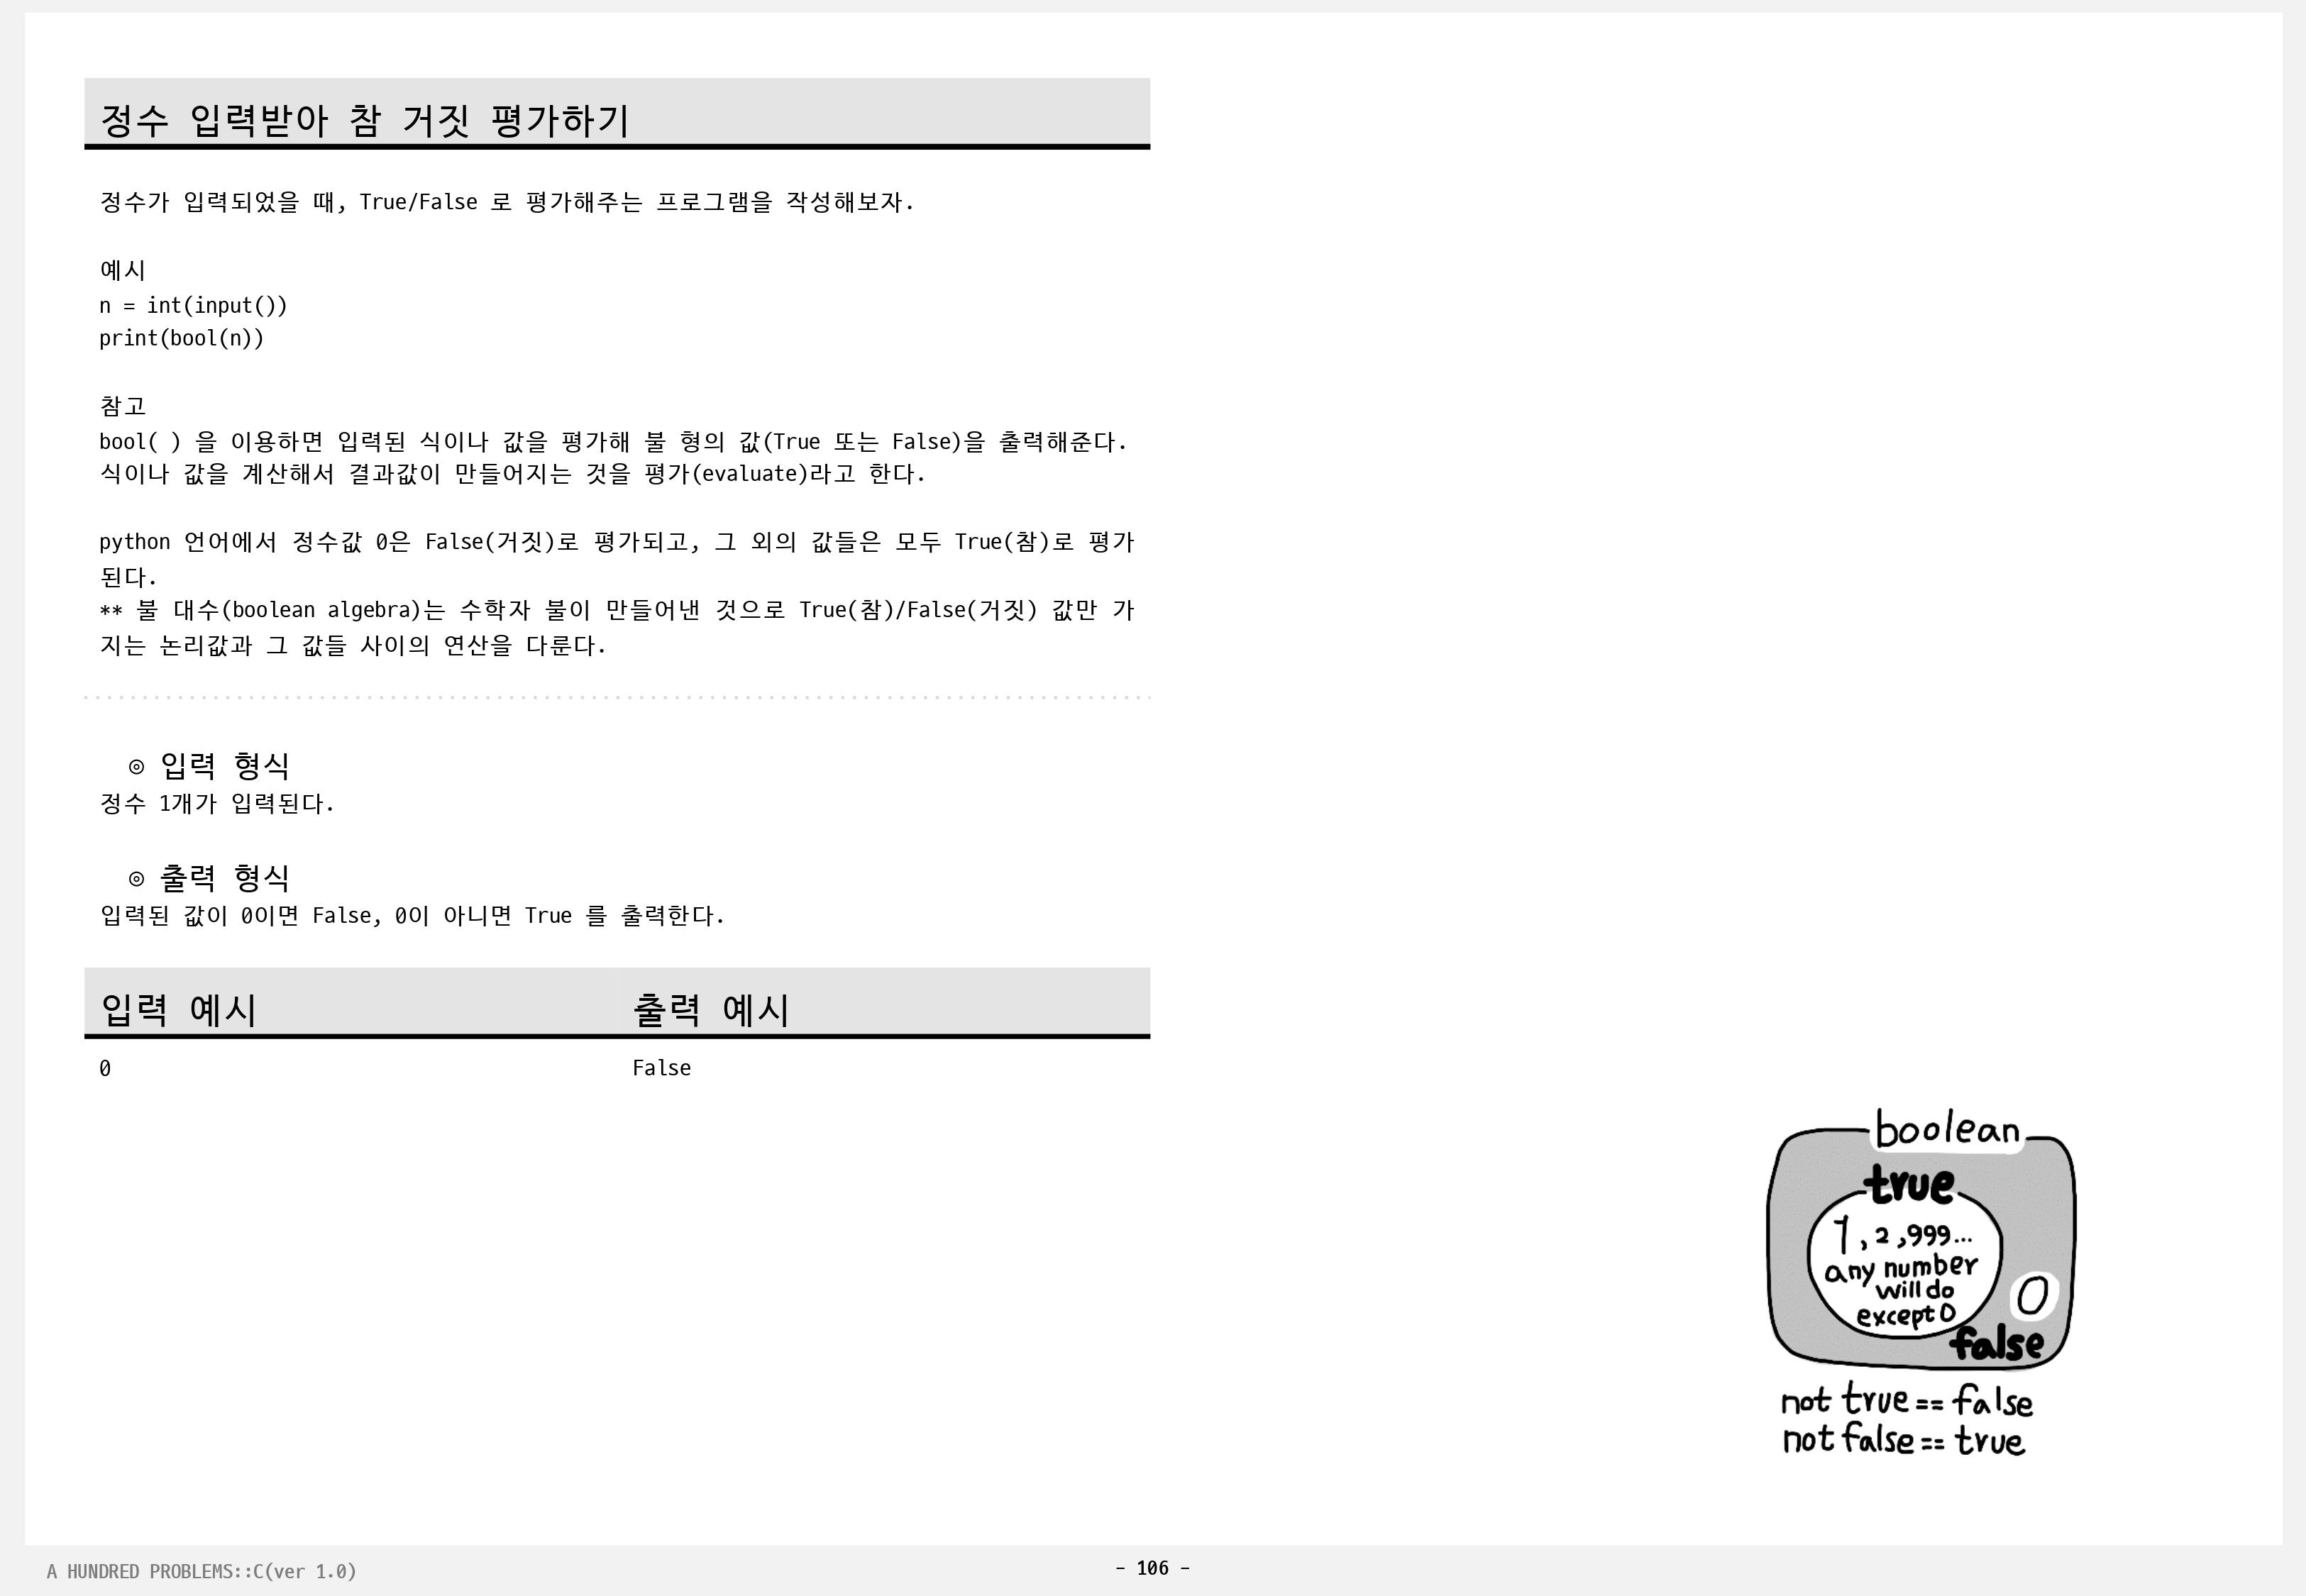 정수 입력받아 참 거짓 평가하기
정수가 입력되었을 때, True/False 로 평가해주는 프로그램을 작성해보자.
예시
n = int(input())
print(bool(n))
참고
bool( ) 을 이용하면 입력된 식이나 값을 평가해 불 형의 값(True 또는 False)을 출력해준다.
식이나 값을 계산해서 결과값이 만들어지는 것을 평가(evaluate)라고 한다.
python 언어에서 정수값 0은 False(거짓)로 평가되고, 그 외의 값들은 모두 True(참)로 평가
된다.
** 불 대수(boolean algebra)는 수학자 불이 만들어낸 것으로 True(참)/False(거짓) 값만 가
지는 논리값과 그 값들 사이의 연산을 다룬다.
◎ 입력 형식
정수 1개가 입력된다.
◎ 출력 형식
입력된 값이 0이면 False, 0이 아니면 True 를 출력한다.
입력 예시 출력 예시
0 False
boolean
true
1, 2, 999...
any number
will do
except 0
0
false
not true == false
not false == true
A HUNDRED PROBLEMS::C(ver 1.0)
- 106 -